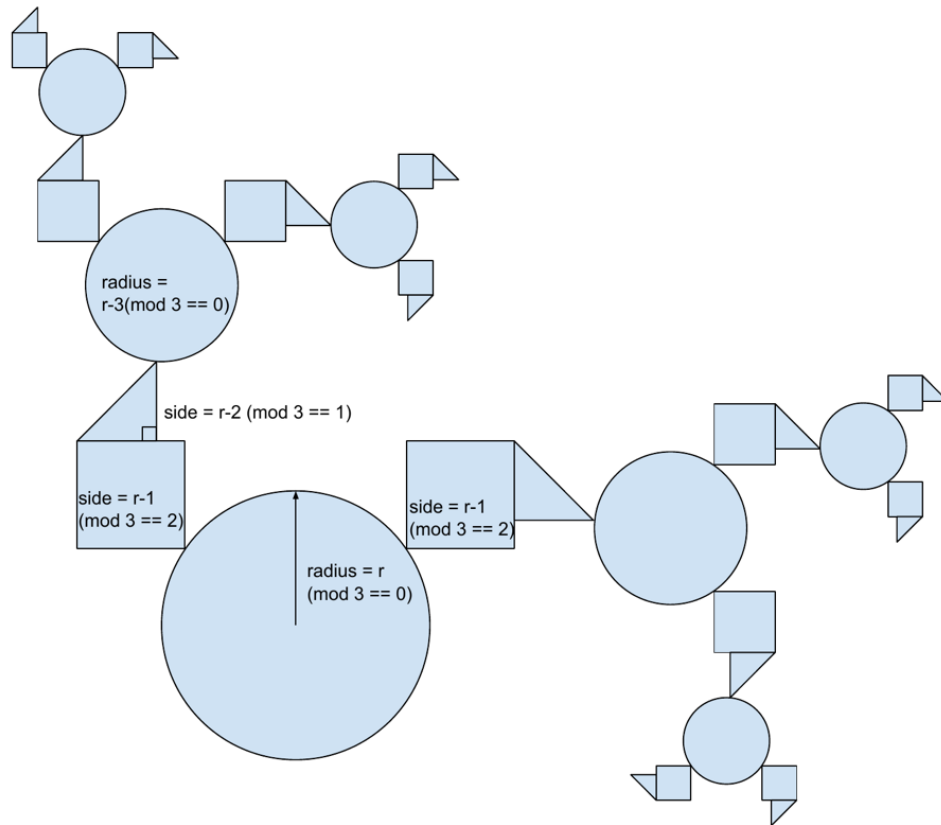 radius =
r-3(mod 3 == 0)
side = r-2 (mod 3 == 1)
side = r-1
(mod 3 == 2)
side = r-1
(mod 3 == 2)
radius = r
(mod 3 == 0)